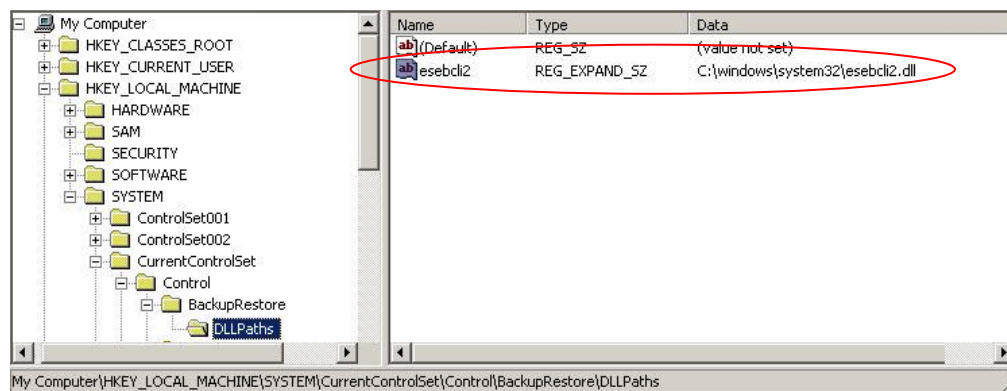 My Computer
HKEY_CLASSES_ROOT
HKEY_CURRENT_USER
HKEY_LOCAL_MACHINE
HARDWARE
SAM
SECURITY
SOFTWARE
SYSTEM
ControlSet001
ControlSet002
CurrentControlSet
Control
BackupRestore
DLLPaths
Name Type Data
ab (Default) REG_SZ (value not set)
ab esebcli2 REG_EXPAND_SZ C:\windows\system32\esebcli2.dll
My Computer\HKEY_LOCAL_MACHINE\SYSTEM\CurrentControlSet\Control\BackupRestore\DLLPaths